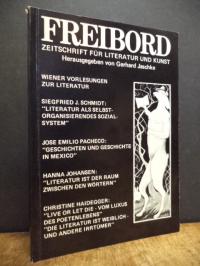 FREIBORD
ZEITSCHRIFT FÜR LITERATUR UND KUNST
Herausgegeben von Gerhard Jaschke
WIENER VORLESUNGEN
ZUR LITERATUR
SIEGFRIED J. SCHMIDT:
"LITERATUR ALS SELBST-
ORGANISIERENDES SOZIAL-
SYSTEM"
JOSE EMILIO PACHECO:
"GESCHICHTEN UND GESCHICHTE
IN MEXICO"
HANNA JOHANSEN:
"LITERATUR IST DER RAUM
ZWISCHEN DEN WÖRTERN"
CHRISTINE HAIDEGGER:
"LIVE OR LET DIE - VOM LUXUS
DES POETENLEBENS"
"DIE LITERATUR IST WEIBLICH -
UND ANDERE IRRTÜMER"